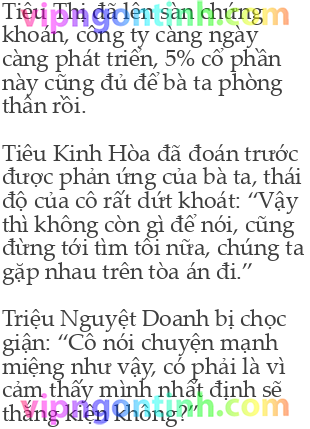 Tiêu Thị đã lên sàn chứng
khoán, công ty càng ngày
càng phát triển, 5% cổ phần
này cũng đủ để bà ta phòng
thân rồi.
Tiêu Kinh Hòa đã đoán trước
được phản ứng của bà ta, thái
độ của cô rất dứt khoát: “Vậy
thì không còn gì để nói, cũng
đừng tới tìm tôi nữa, chúng ta
gặp nhau trên tòa án đi.”
Triệu Nguyệt Doanh bị chọc
giận: “Cô nói chuyện mạnh
miệng như vậy, có phải là vì
cảm thấy mình nhất định sẽ
thắng kiện không?”
vipngontinh.com
vipngontinh.com